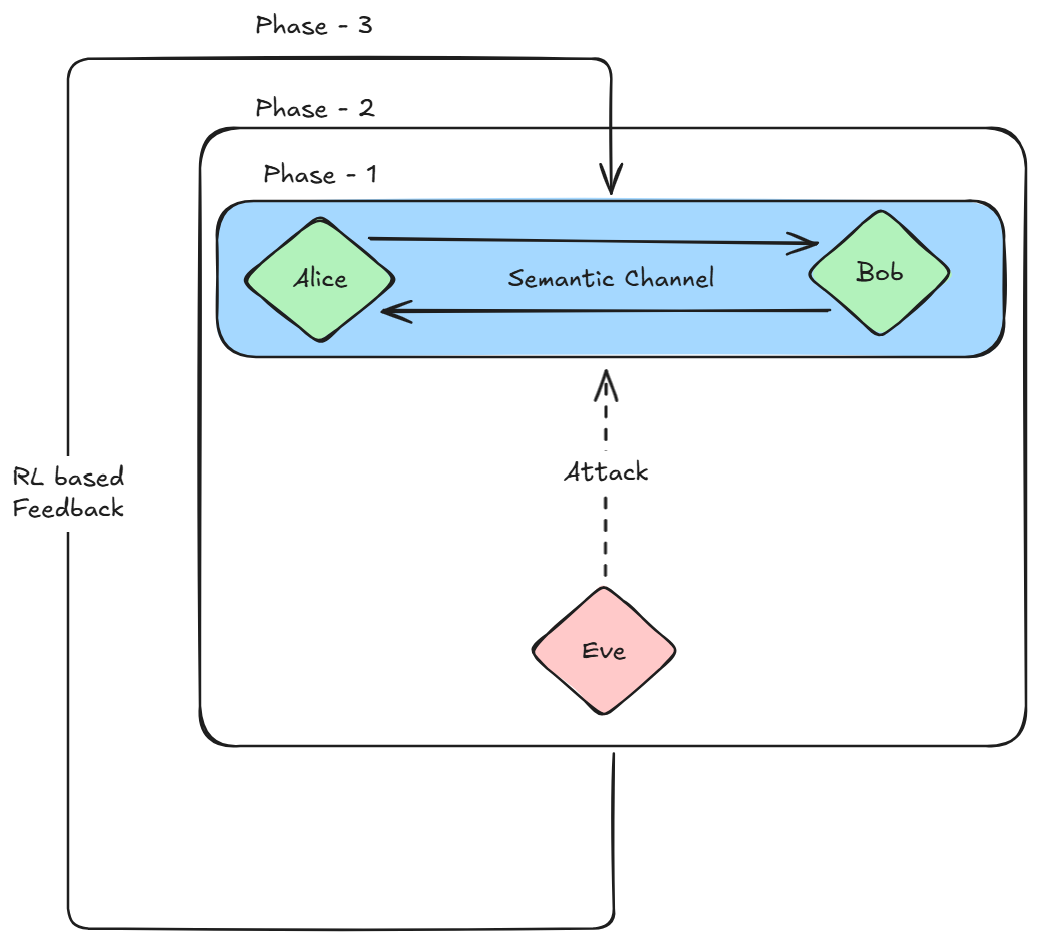 Phase - 3
Phase - 2
Phase - 1
Alice
Semantic Channel
Bob
RL based
Feedback
Attack
Eve